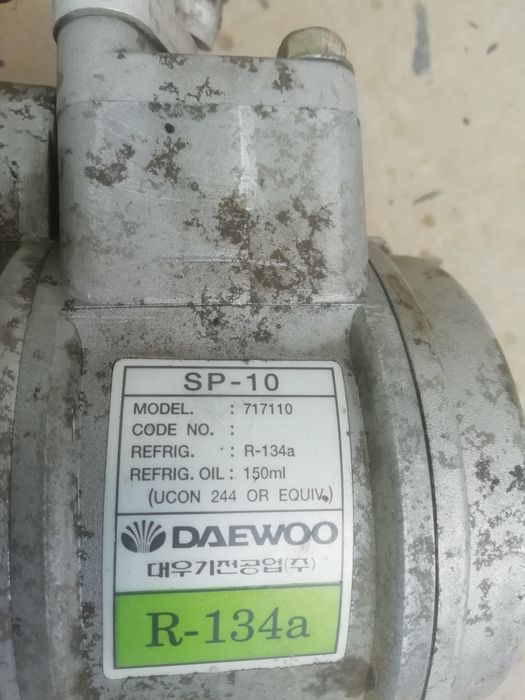 SP-10
MODEL. : 717110
CODE NO. :
REFRIG. : R-134a
REFRIG. OIL : 150ml
(UCON 244 OR EQUIV.)
DAEWOO
대우기전공업(주)
R-134a